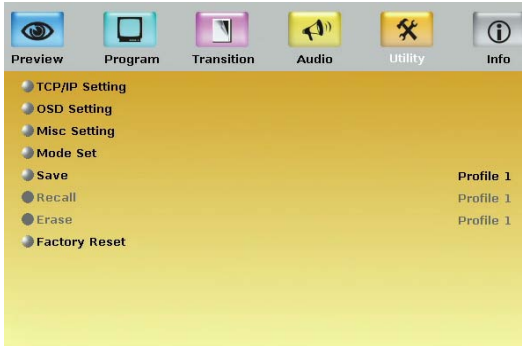 Preview Program Transition Audio Utility Info
TCP/IP Setting
OSD Setting
Misc Setting
Mode Set
Save Profile 1
Recall Profile 1
Erase Profile 1
Factory Reset